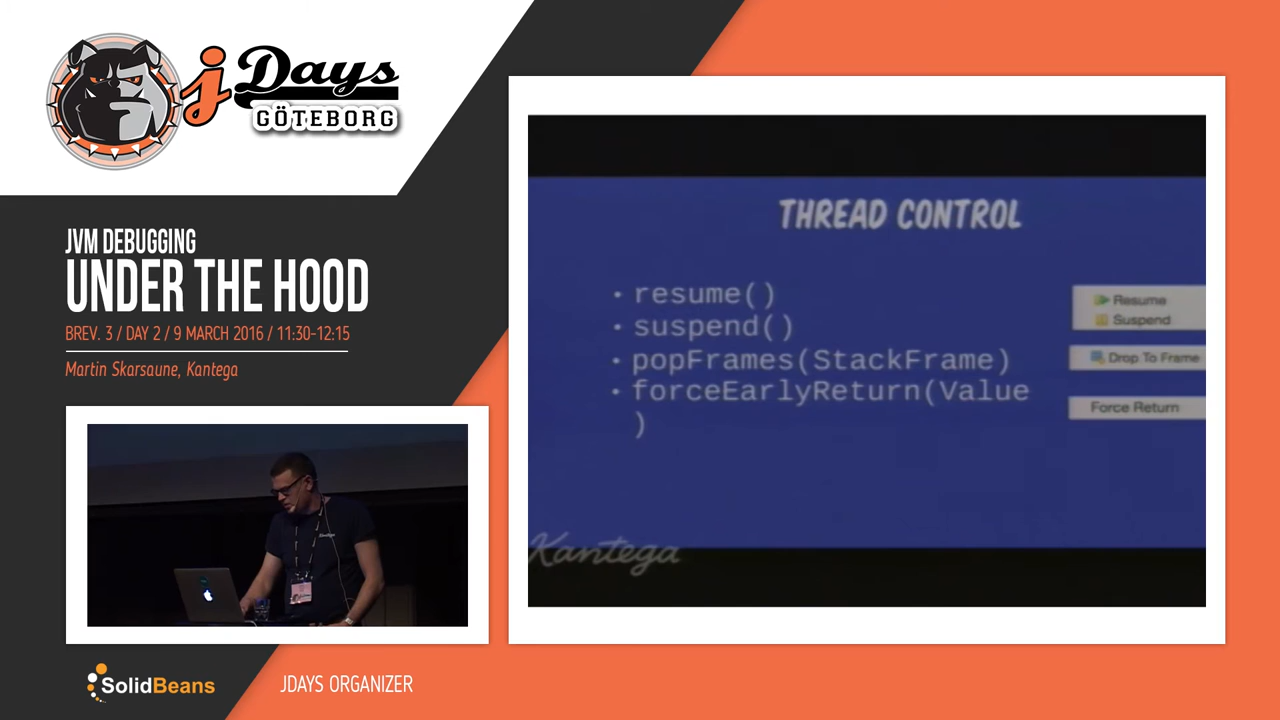 j Days
GÖTEBORG
JVM DEBUGGING
UNDER THE HOOD
BREV. 3 / DAY 2 / 9 MARCH 2016 / 11:30-12:15
Martin Skarsaune, Kantega
THREAD CONTROL
• resume()
• suspend()
• popFrames(StackFrame)
• forceEarlyReturn(Value
)
Resume
Suspend
Drop To Frame
Force Return
Kantega
SolidBeans
JDAYS ORGANIZER